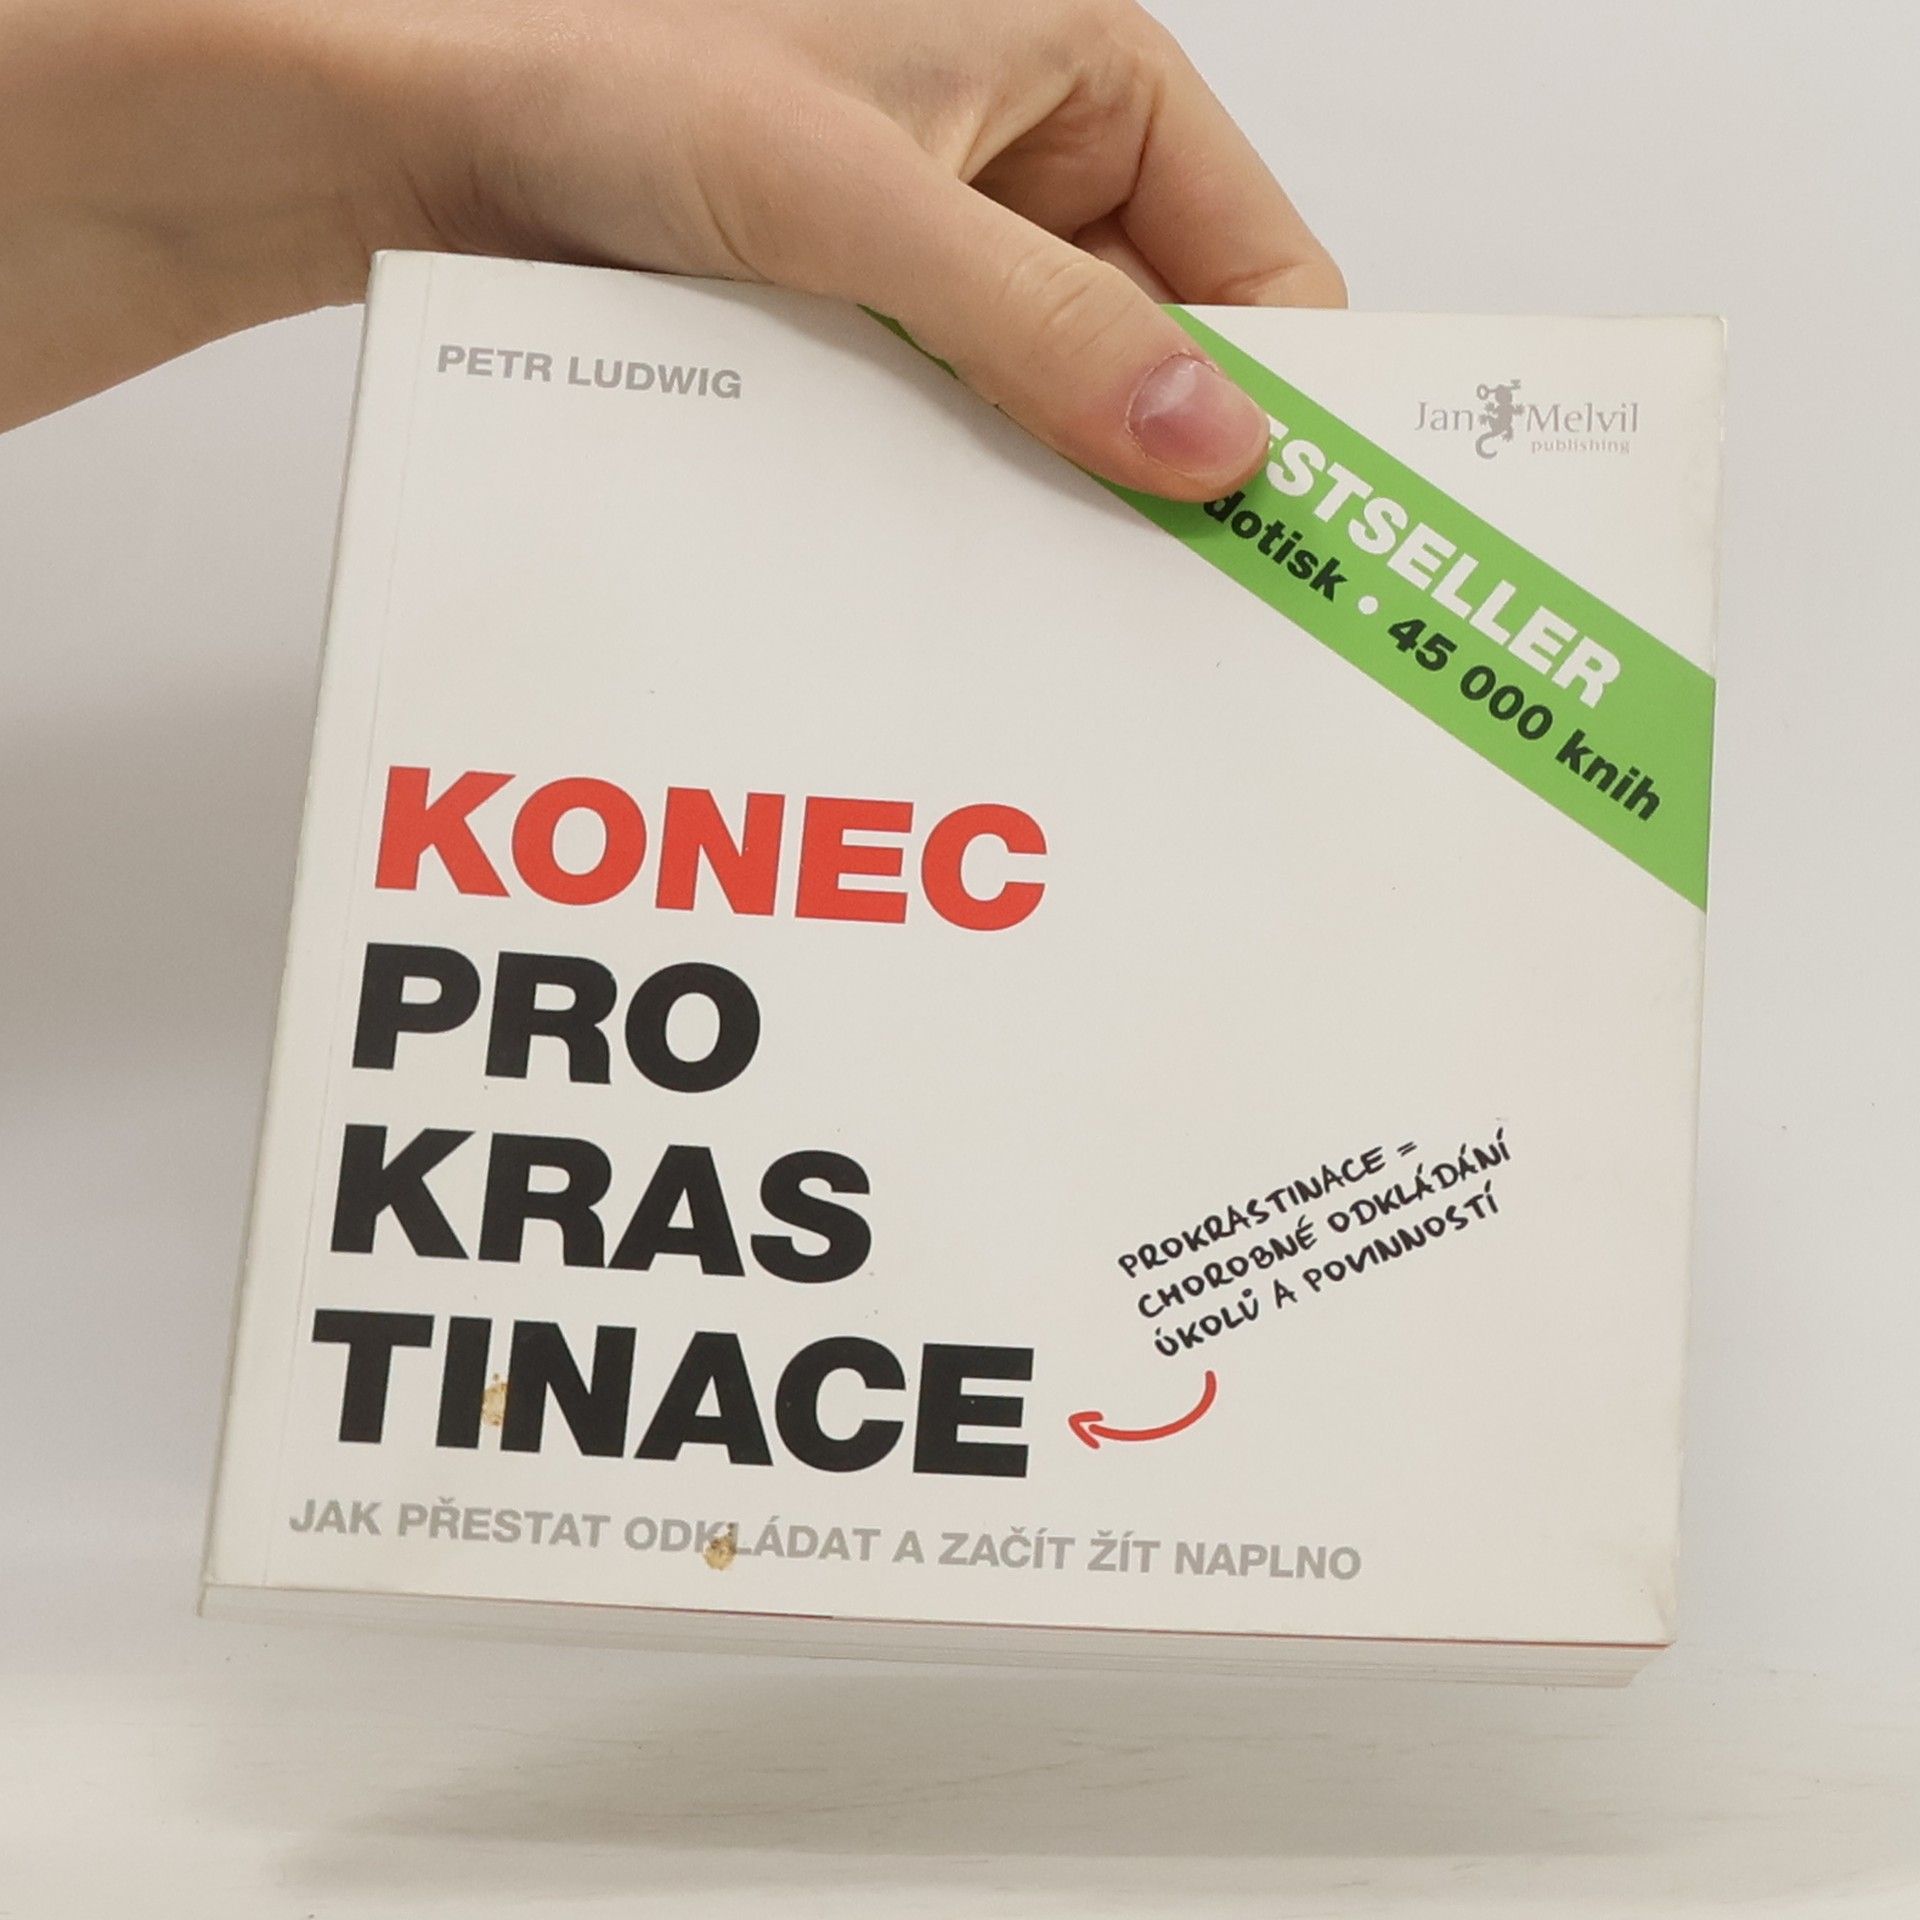 PETR LUDWIG
Jan Melvil
publishing
dotisk • 45 000 knih
KONEC
PRO
KRAS
TINACE
PROKRASTINACE =
CHOROBNÉ ODKLÁDÁNÍ
ÚKOLŮ A POVINNOSTÍ
JAK PŘESTAT ODKLÁDAT A ZAČÍT ŽÍT NAPLNO